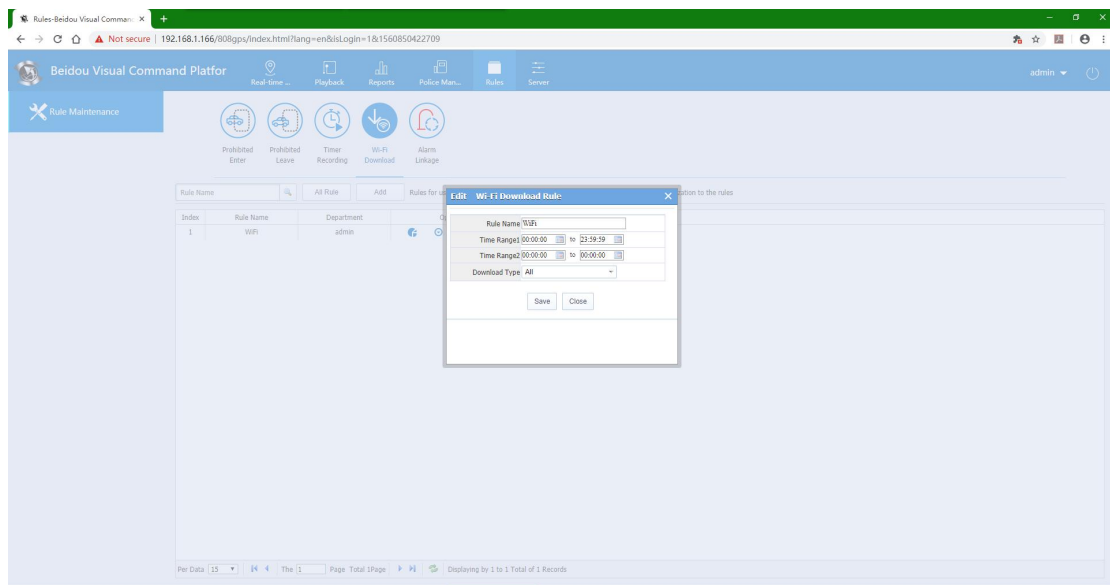 Rules-Beidou Visual Comman
Not secure | 192.168.1.166/808gps/index.html?lang=en&isLogin=1&1560850422709
Beidou Visual Command Platfor
Real-time ...
Playback
Reports
Police Man...
Rules
Server
admin
Rule Maintenance
Prohibited Enter
Prohibited Leave
Timer Recording
Wi-Fi Download
Alarm Linkage
Rule Name
All Rule
Add
Rules for
to the rules
Index Rule Name Department
1 WiFi admin
Edit Wi-Fi Download Rule
Rule Name WiFi
Time Range1 00:00:00 to 23:59:59
Time Range2 00:00:00 to 00:00:00
Download Type All
Save Close
Per Data 15 The 1 Page Total 1Page Displaying by 1 to 1 Total of 1 Records